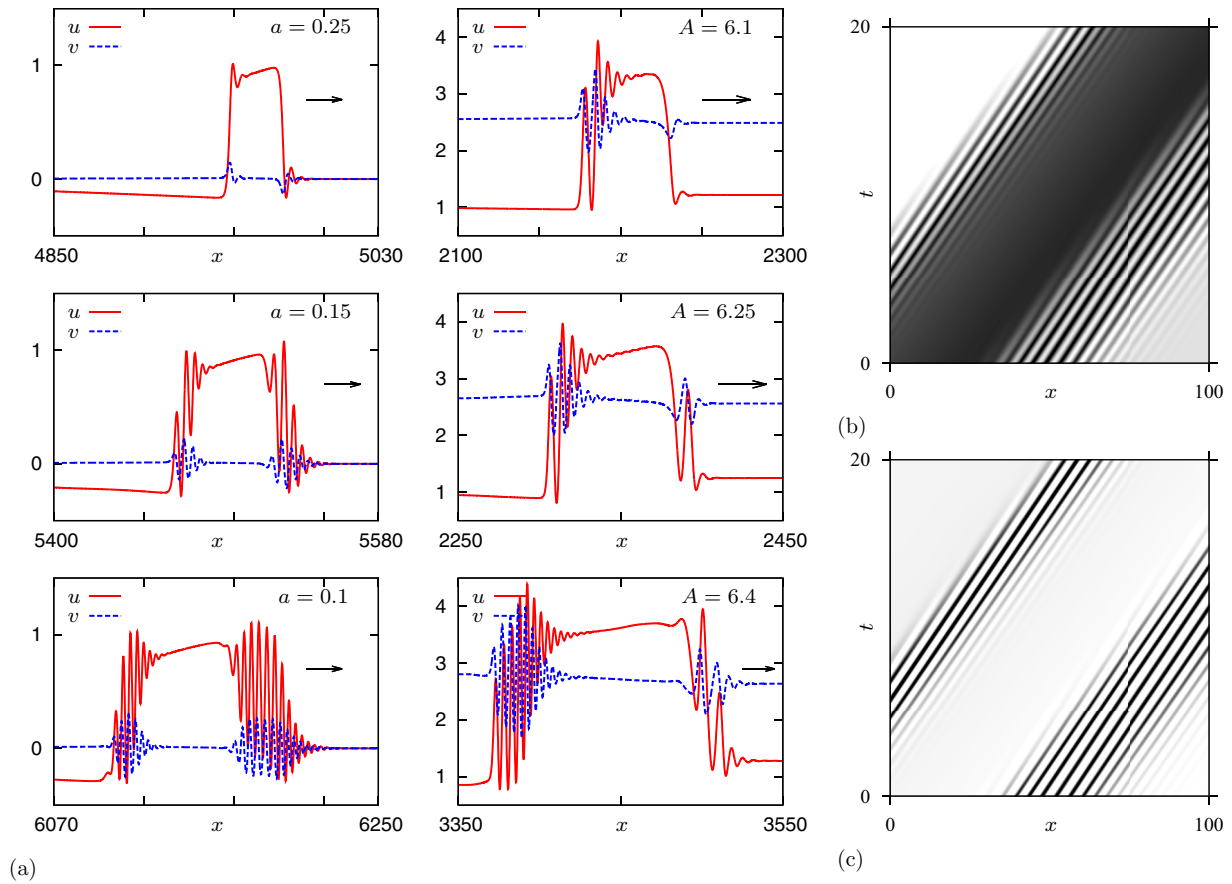 u
v
a = 0.25
1
0
4850
x
5030
u
v
a = 0.15
1
0
5400
x
5580
u
v
a = 0.1
1
0
6070
x
6250
(a)
u
v
A = 6.1
4
3
2
1
2100
x
2300
u
v
A = 6.25
4
3
2
1
2250
x
2450
u
v
A = 6.4
4
3
2
1
3350
x
3550
20
t
0
0
x
100
(b)
20
t
0
0
x
100
(c)